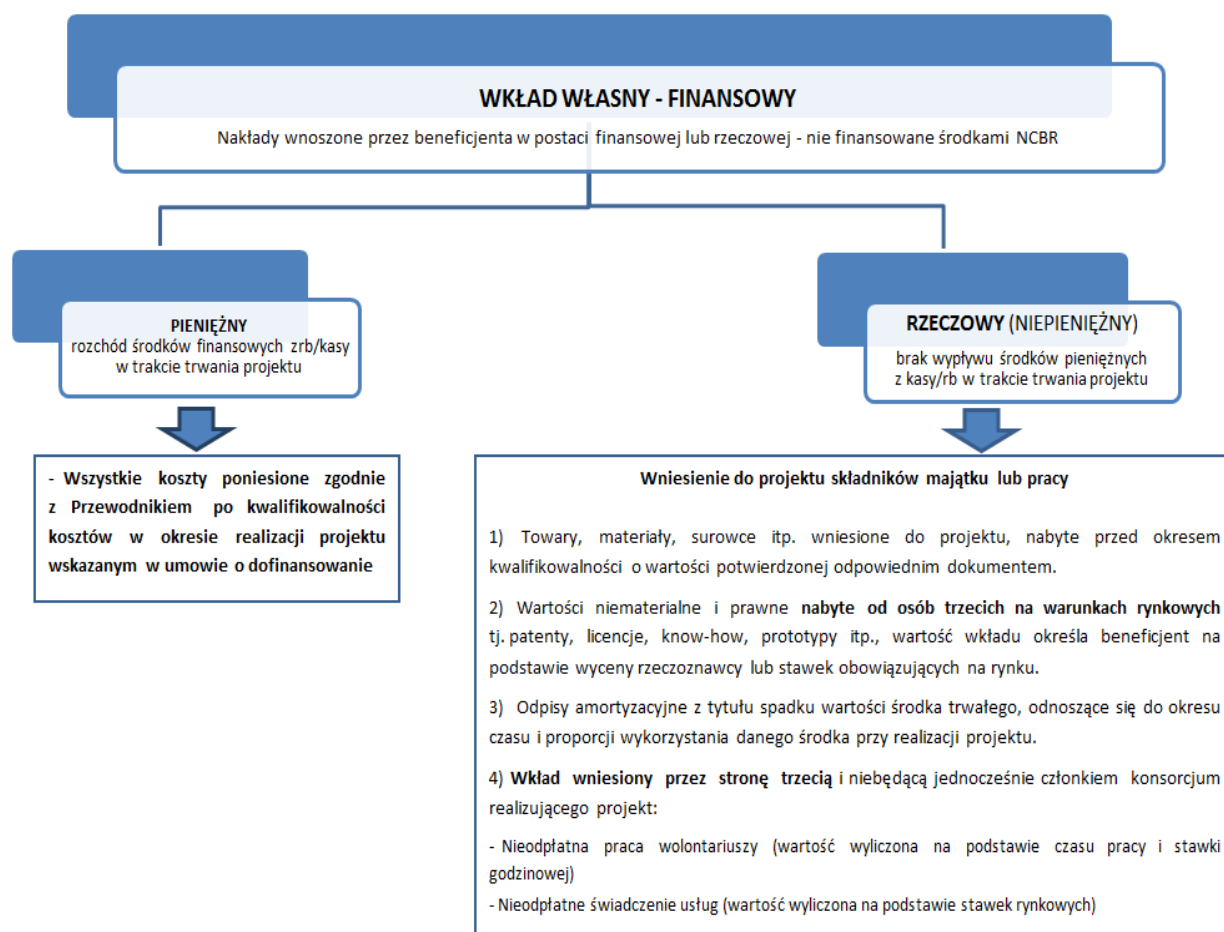 WKŁAD WŁASNY - FINANSOWY
Nakłady wnoszone przez beneficjenta w postaci finansowej lub rzeczowej - nie finansowane środkami NCBR
PIENIĘŻNY
rozchód środków finansowych zrb/kasy
w trakcie trwania projektu
- Wszystkie koszty poniesione zgodnie
z Przewodnikiem po kwalifikowalności
kosztów w okresie realizacji projektu
wskazanym w umowie o dofinansowanie
RZECZOWY (NIEPIENIĘŻNY)
brak wypływu środków pieniężnych
z kasy/rb w trakcie trwania projektu
Wniesienie do projektu składników majątku lub pracy
1) Towary, materiały, surowce itp. wniesione do projektu, nabyte przed okresem
kwalifikowalności o wartości potwierdzonej odpowiednim dokumentem.
2) Wartości niematerialne i prawne nabyte od osób trzecich na warunkach rynkowych
tj. patenty, licencje, know-how, prototypy itp., wartość wkładu określa beneficjent na
podstawie wyceny rzeczoznawcy lub stawek obowiązujących na rynku.
3) Odpisy amortyzacyjne z tytułu spadku wartości środka trwałego, odnoszące się do okresu
czasu i proporcji wykorzystania danego środka przy realizacji projektu.
4) Wkład wniesiony przez stronę trzecią i niebędącą jednocześnie członkiem konsorcjum
realizującego projekt:
- Nieodpłatna praca wolontariuszy (wartość wyliczona na podstawie czasu pracy i stawki
godzinowej)
- Nieodpłatne świadczenie usług (wartość wyliczona na podstawie stawek rynkowych)